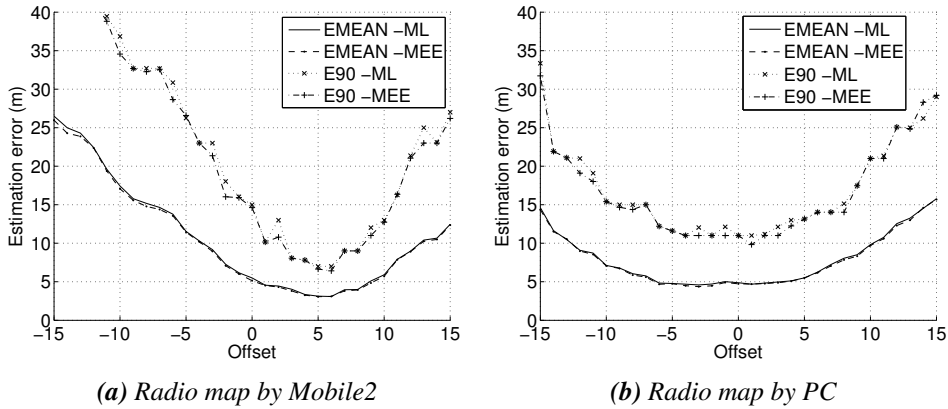 40
35
30
25
20
15
10
5
0
Estimation error (m)
EMEAN −ML
EMEAN −MEE
E90 −ML
E90 −MEE
−15 −10 −5 0 5 10 15
Offset
(a) Radio map by Mobile2
40
35
30
25
20
15
10
5
0
Estimation error (m)
EMEAN −ML
EMEAN −MEE
E90 −ML
E90 −MEE
−15 −10 −5 0 5 10 15
Offset
(b) Radio map by PC